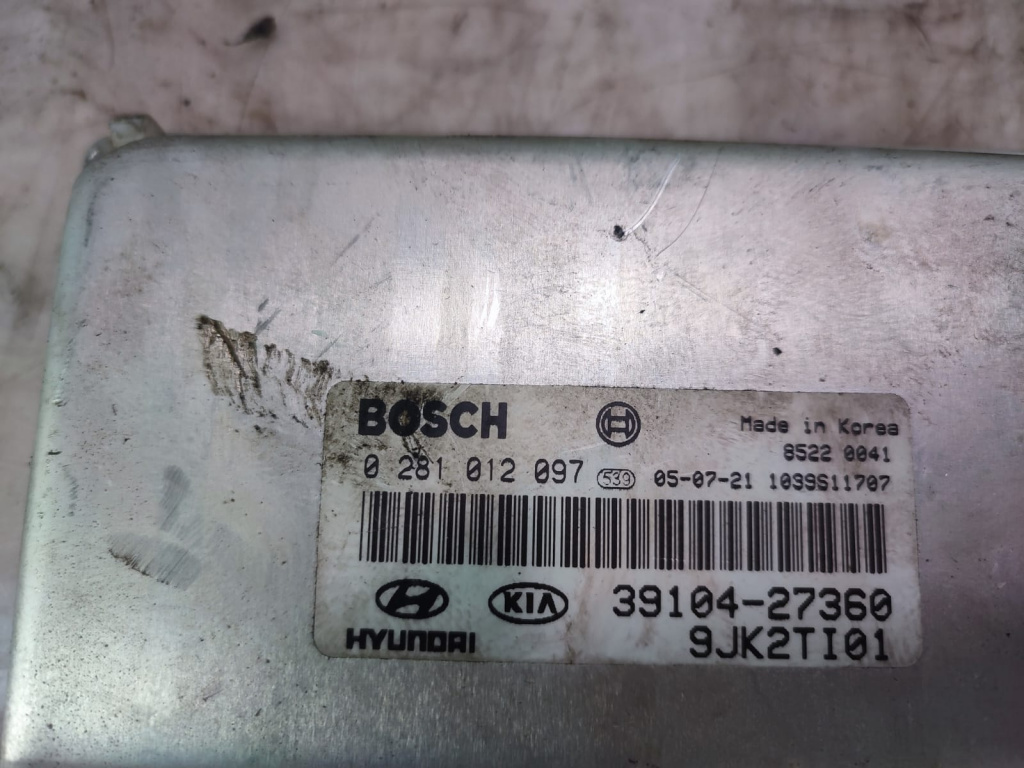 BOSCH
Made in Korea
8522 0041
0 281 012 097 539 05-07-21 1039S11707
HYUNDAI
KIA
39104-27360
9JK2TI01